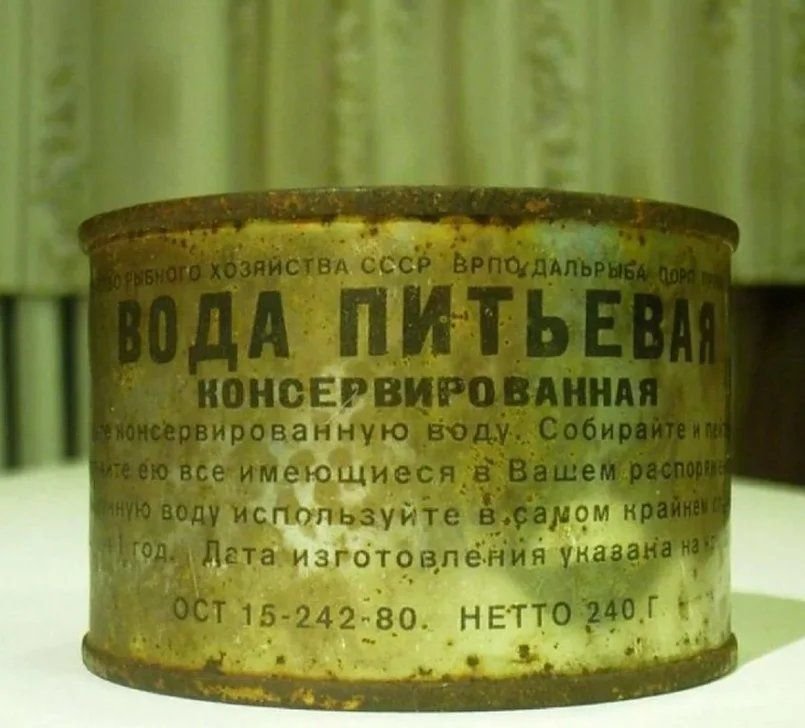 РЫБНОГО ХОЗЯЙСТВА СССР ВРПО ДАЛЬРЫБА
ВОДА ПИТЬЕВАЯ
КОНСЕРВИРОВАННАЯ
консервированную воду. Собирайте и
ею все имеющиеся в Вашем
воду используйте в самом
год. Дата изготовления указана на
ОСТ 15-242-80. НЕТТО 240 Г